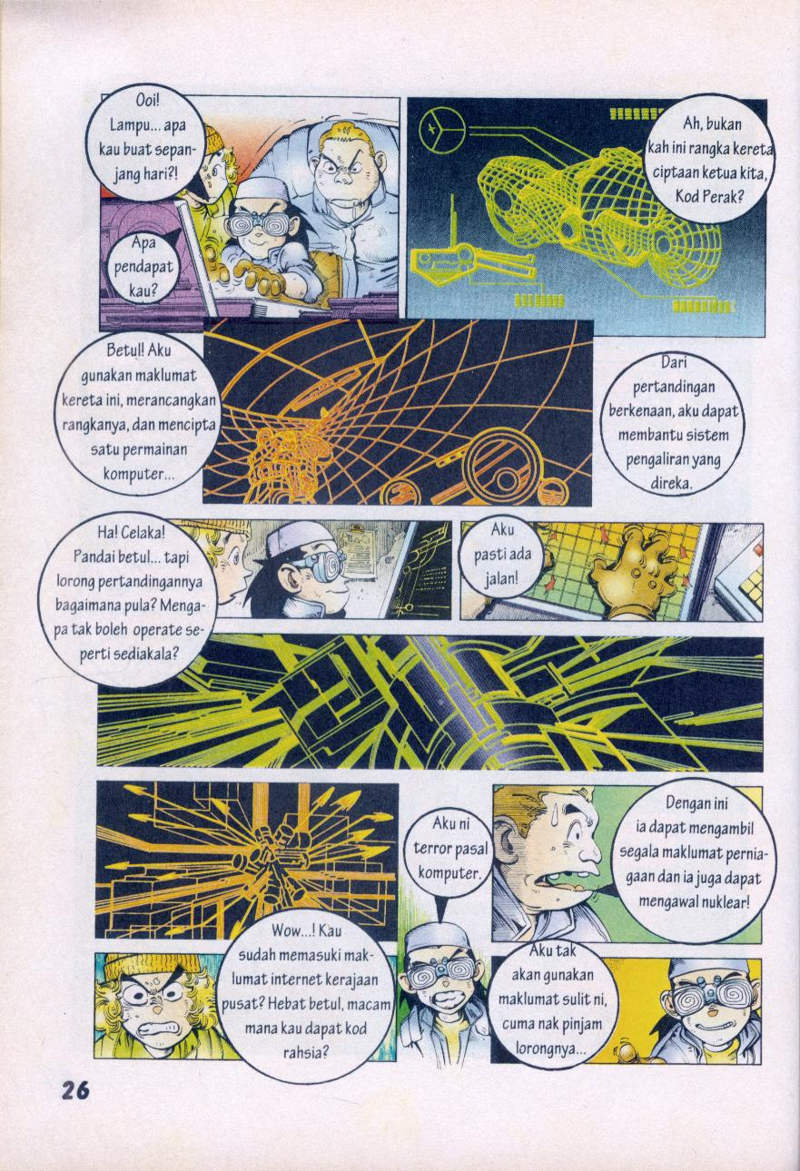 Ooi!
Lampu... apa
kau buat sepan-
jang hari?!
Apa
pendapat
kau?
Ah, bukan
kah ini rangka kereta
ciptaan ketua kita,
Kod Perak?
Betul! Aku
gunakan maklumat
kereta ini, merancangkan
rangkanya, dan mencipta
satu permainan
komputer...
Dari
pertandingan
berkenaan, aku dapat
membantu sistem
pengaliran yang
direka.
Ha! Celaka!
Pandai betul... tapi
lorong pertandingannya
bagaimana pula? Menga-
pa tak boleh operate se-
perti sediakala?
Aku
pasti ada
jalan!
Aku ni
terror pasal
komputer.
Dengan ini
ia dapat mengambil
segala maklumat pernia-
gaan dan ia juga dapat
mengawal nuklear!
Wow...! Kau
sudah memasuki mak-
lumat internet kerajaan
pusat? Hebat betul, macam
mana kau dapat kod
rahsia?
Aku tak
akan gunakan
maklumat sulit ni,
cuma nak pinjam
lorongnya...
26